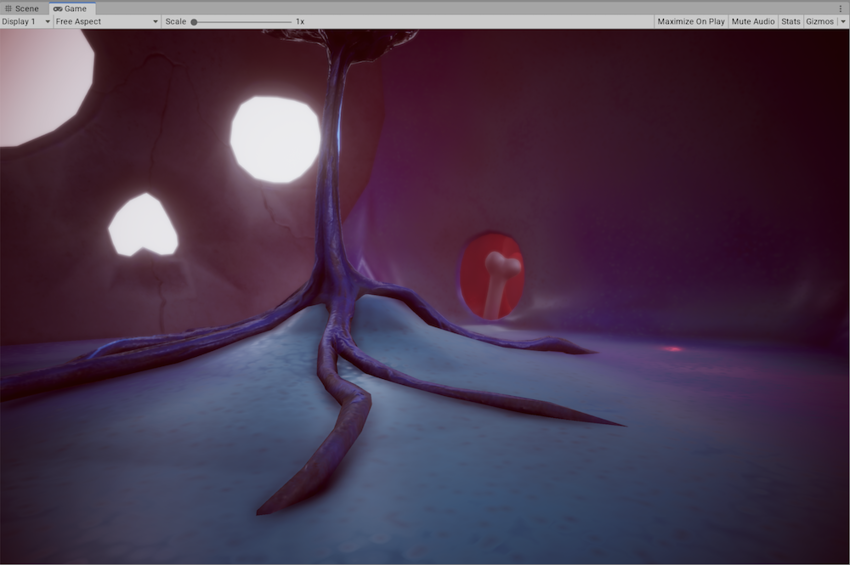 Scene Game
Display 1 Free Aspect Scale 1x Maximize On Play Mute Audio Stats Gizmos